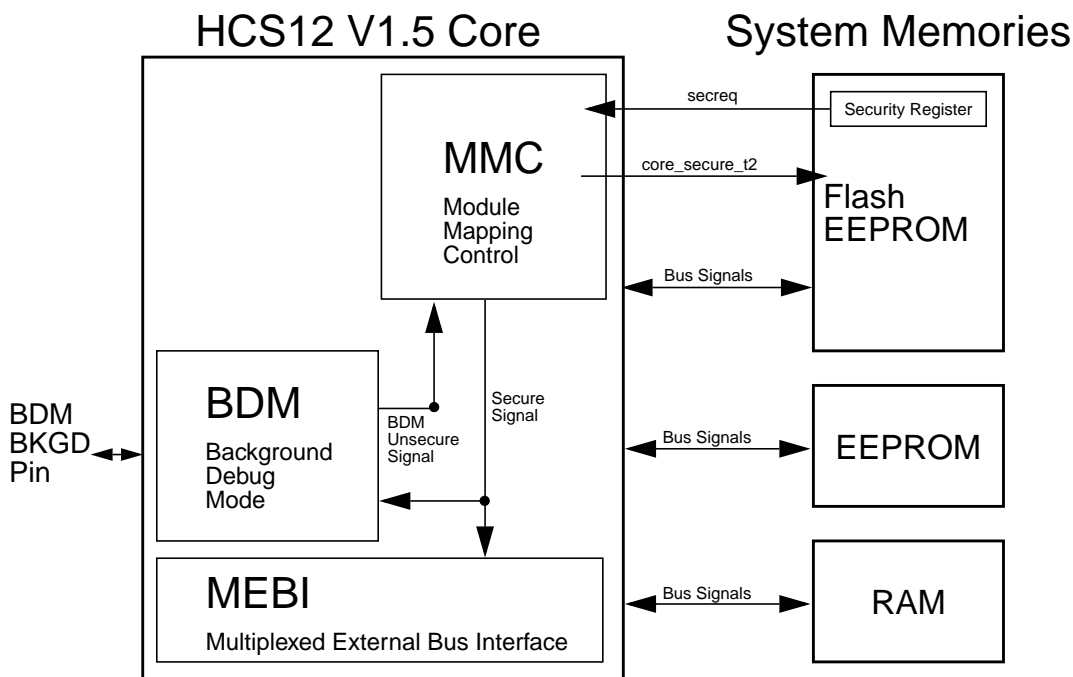 HCS12 V1.5 Core
System Memories
secreq
Security Register
MMC
core_secure_t2
Module
Mapping
Control
Flash
EEPROM
Bus Signals
BDM
Background
Debug
Mode
BDM
Unsecure
Signal
Secure
Signal
BDM
BKGD
Pin
Bus Signals
EEPROM
MEBI
Multiplexed External Bus Interface
Bus Signals
RAM